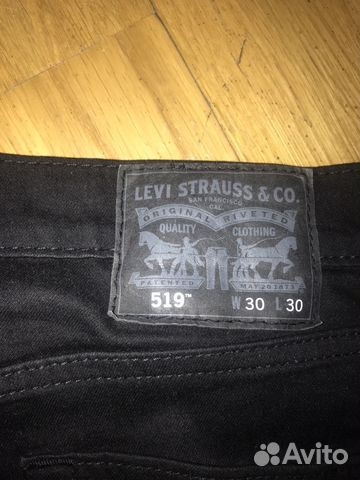 LEVI STRAUSS & CO.
SAN FRANCISCO
CAL.
ORIGINAL RIVETED
QUALITY CLOTHING
PATENTED MAY 20 1873
519™ W 30 L 30
Avito